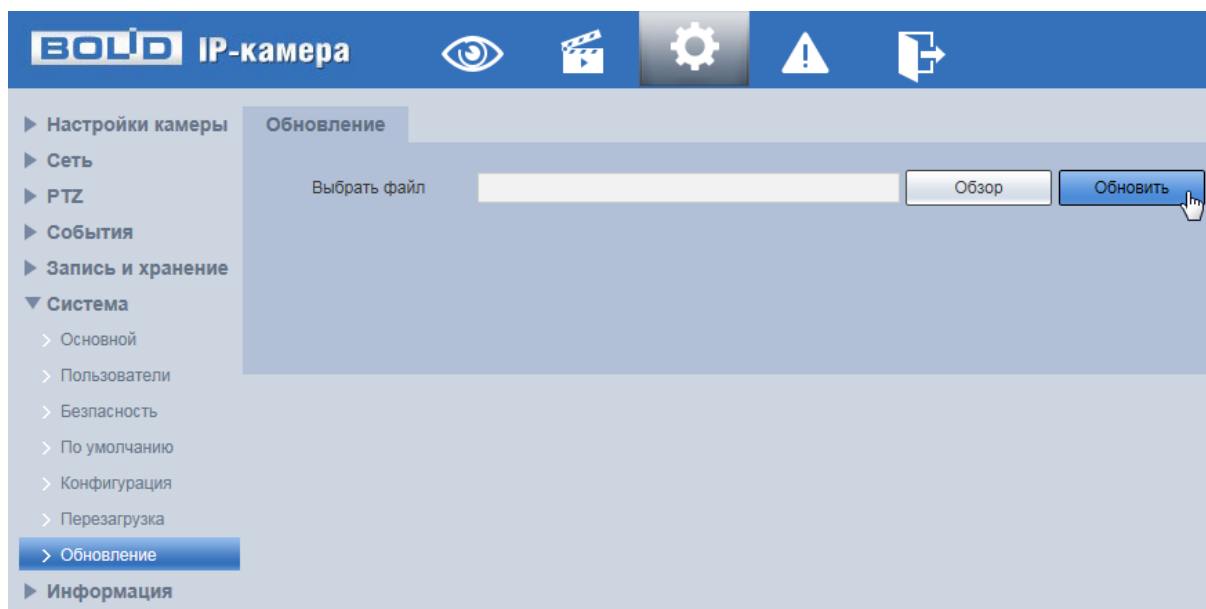 BOLID IP-камера
Настройки камеры
Сеть
PTZ
События
Запись и хранение
Система
Основной
Пользователи
Безпасность
По умолчанию
Конфигурация
Перезагрузка
Обновление
Информация
Обновление
Выбрать файл Обзор Обновить